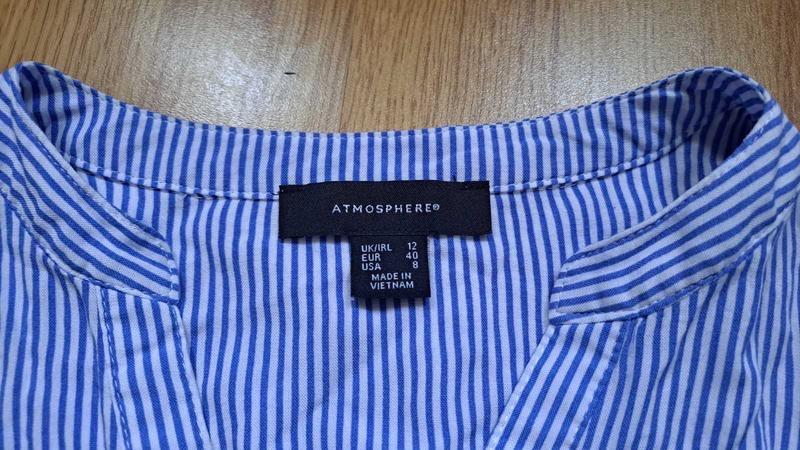 ATMOSPHERE®
UK/IRL 12
EUR 40
USA 8
MADE IN
VIETNAM